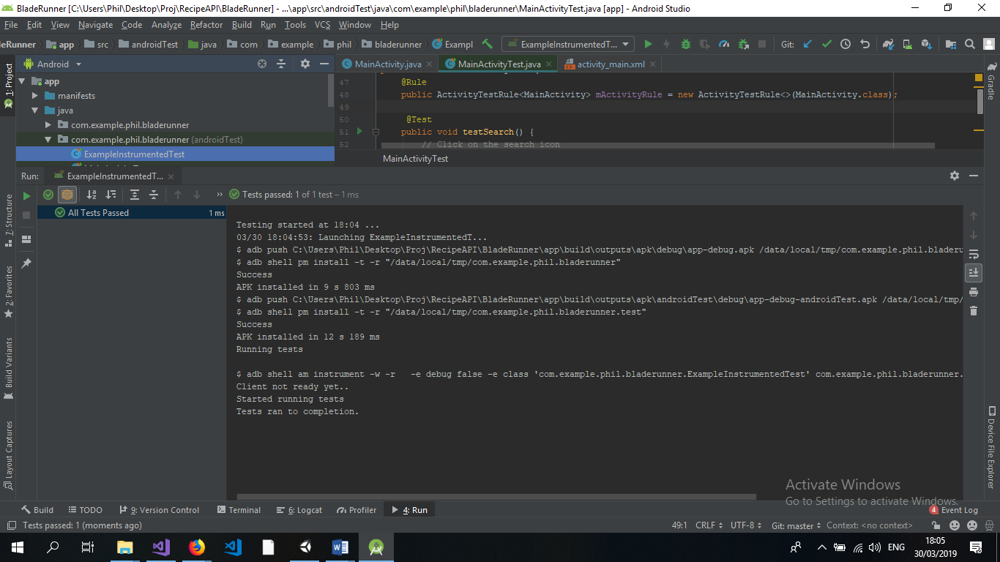 BladeRunner [C:\Users\Phil\Desktop\Proj\RecipeAPI\BladeRunner] - ...\app\src\androidTest\java\com\example\phil\bladerunner\MainActivityTest.java [app] - Android Studio
File Edit View Navigate Code Analyze Refactor Build Run Tools VCS Window Help
leRunner app src androidTest java com example phil bladerunner Exampl ExampleInstrumentedT... Git:
1: Project
Android
MainActivity.java MainActivityTest.java activity_main.xml
Gradle
app
manifests
java
com.example.phil.bladerunner
com.example.phil.bladerunner (androidTest)
ExampleInstrumentedTest
47 @Rule
48 public ActivityTestRule<MainActivity> mActivityRule = new ActivityTestRule<>(MainActivity.class);
49
50 @Test
51 public void testSearch() {
52 // Click on the search icon
MainActivityTest
Run: ExampleInstrumentedT...
» Tests passed: 1 of 1 test – 1 ms
All Tests Passed 1 ms
Testing started at 18:04 ...
03/30 18:04:53: Launching ExampleInstrumentedT...
$ adb push C:\Users\Phil\Desktop\Proj\RecipeAPI\BladeRunner\app\build\outputs\apk\debug\app-debug.apk /data/local/tmp/com.example.phil.bladeru
$ adb shell pm install -t -r "/data/local/tmp/com.example.phil.bladerunner"
Success
APK installed in 9 s 803 ms
$ adb push C:\Users\Phil\Desktop\Proj\RecipeAPI\BladeRunner\app\build\outputs\apk\androidTest\debug\app-debug-androidTest.apk /data/local/tmp/
$ adb shell pm install -t -r "/data/local/tmp/com.example.phil.bladerunner.test"
Success
APK installed in 12 s 189 ms
Running tests
$ adb shell am instrument -w -r   -e debug false -e class 'com.example.phil.bladerunner.ExampleInstrumentedTest' com.example.phil.bladerunner.
Client not ready yet..
Started running tests
Tests ran to completion.
7: Structure
2: Favorites
Build Variants
Layout Captures
Device File Explorer
Activate Windows
Go to Settings to activate Windows.
Build TODO 9: Version Control Terminal 6: Logcat Profiler 4: Run 4 Event Log
Tests passed: 1 (moments ago) 49:1 CRLF UTF-8 Git: master Context: <no context>
ENG 18:05
30/03/2019